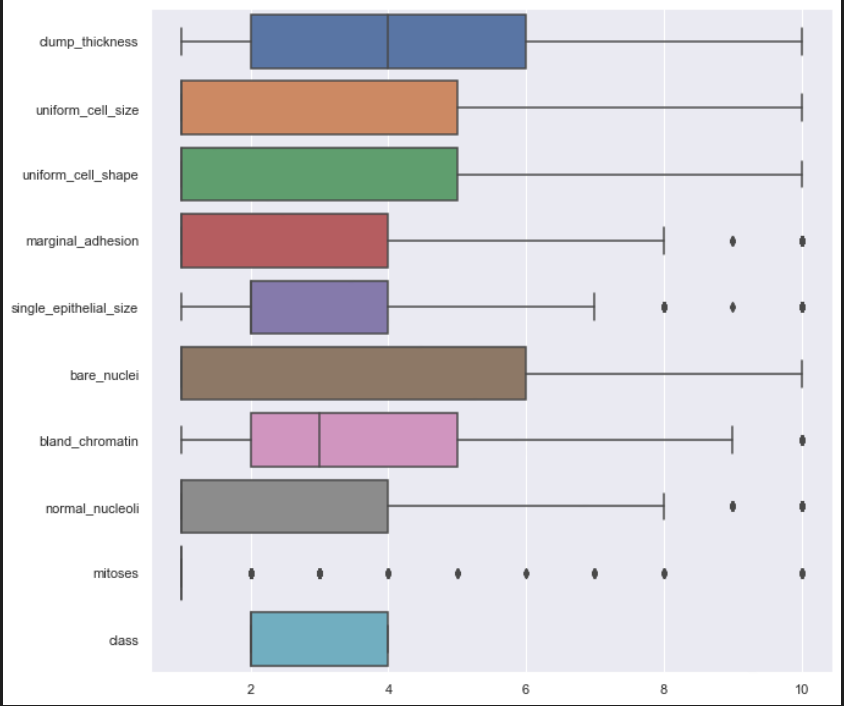 clump_thickness
uniform_cell_size
uniform_cell_shape
marginal_adhesion
single_epithelial_size
bare_nuclei
bland_chromatin
normal_nucleoli
mitoses
class
2 4 6 8 10